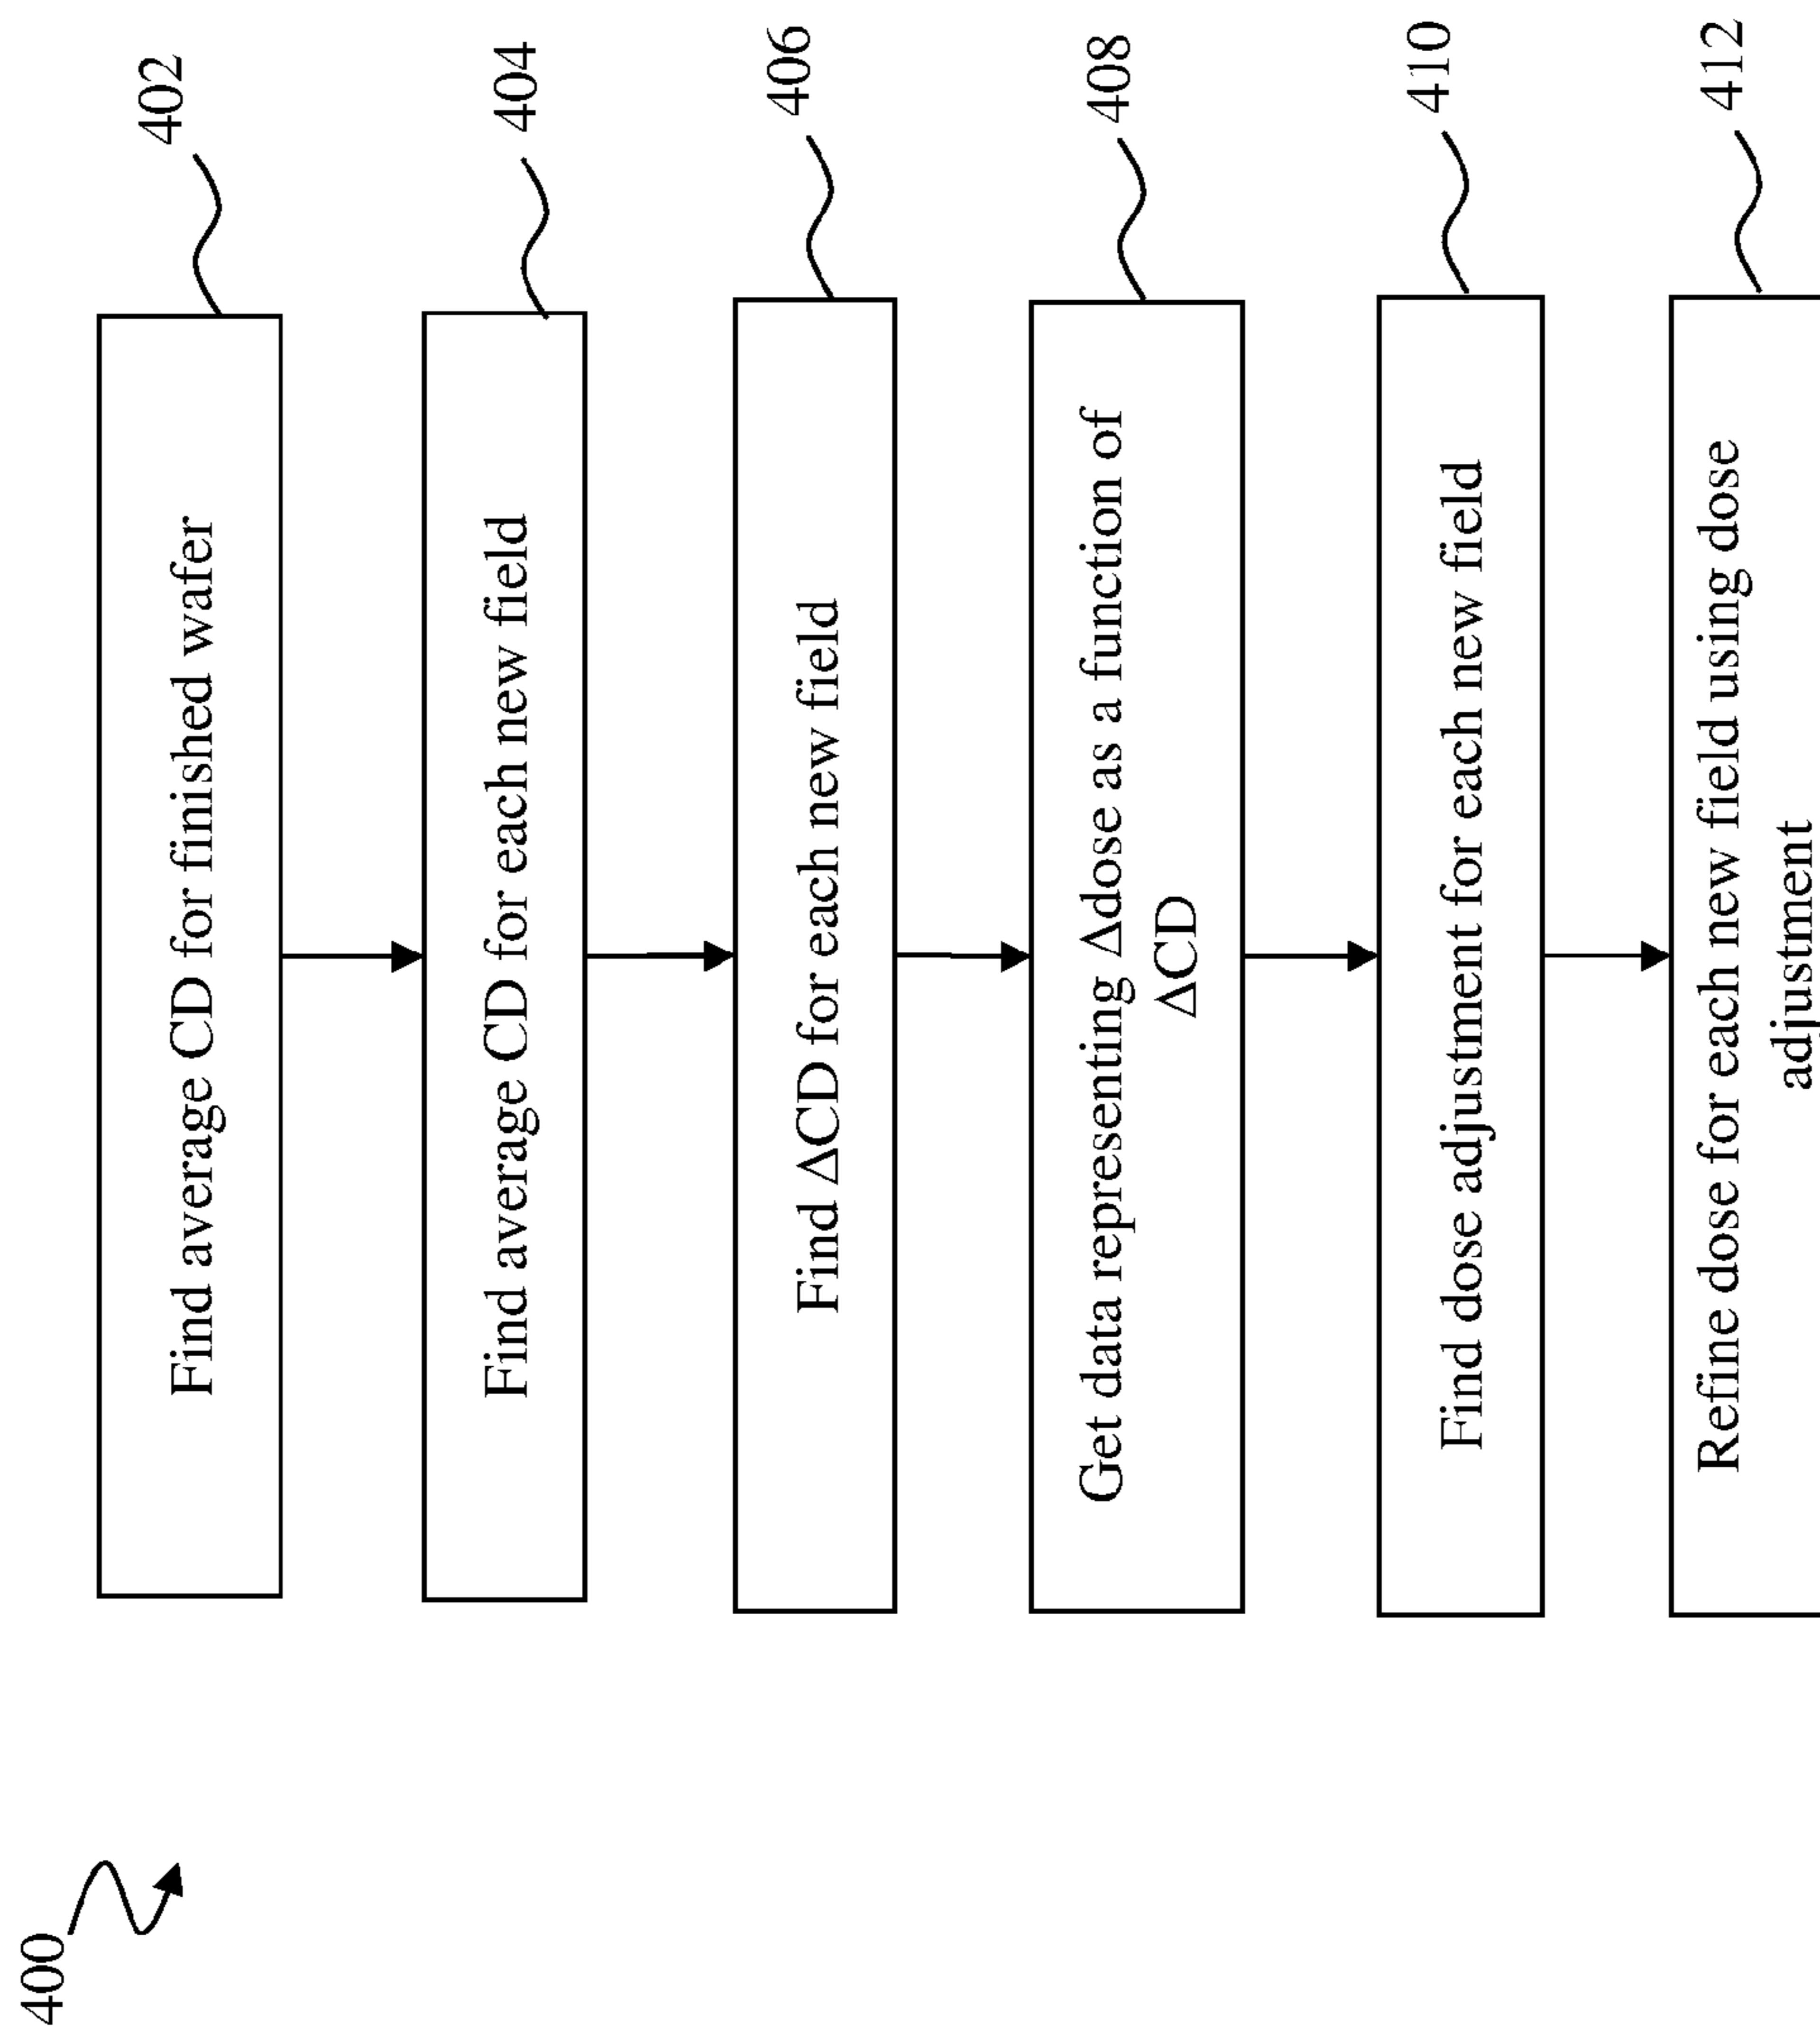 400
Find average CD for finished wafer
402
Find average CD for each new field
404
Find ΔCD for each new field
406
Get data representing Δdose as a function of
ΔCD
408
Find dose adjustment for each new field
410
Refine dose for each new field using dose
adjustment
412